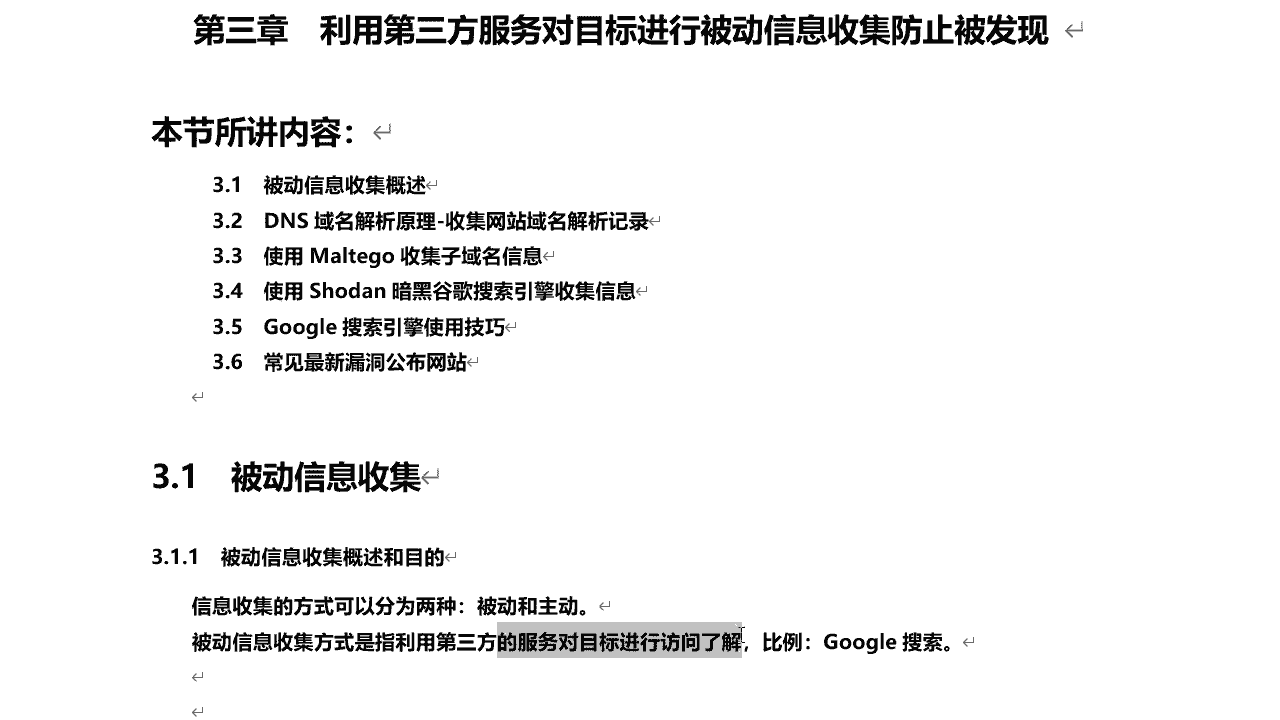 第三章 利用第三方服务对目标进行被动信息收集防止被发现
本节所讲内容：
3.1 被动信息收集概述
3.2 DNS 域名解析原理-收集网站域名解析记录
3.3 使用 Maltego 收集子域名信息
3.4 使用 Shodan 暗黑谷歌搜索引擎收集信息
3.5 Google 搜索引擎使用技巧
3.6 常见最新漏洞公布网站
3.1 被动信息收集
3.1.1 被动信息收集概述和目的
信息收集的方式可以分为两种：被动和主动。
被动信息收集方式是指利用第三方的服务对目标进行访问了解，比例：Google 搜索。